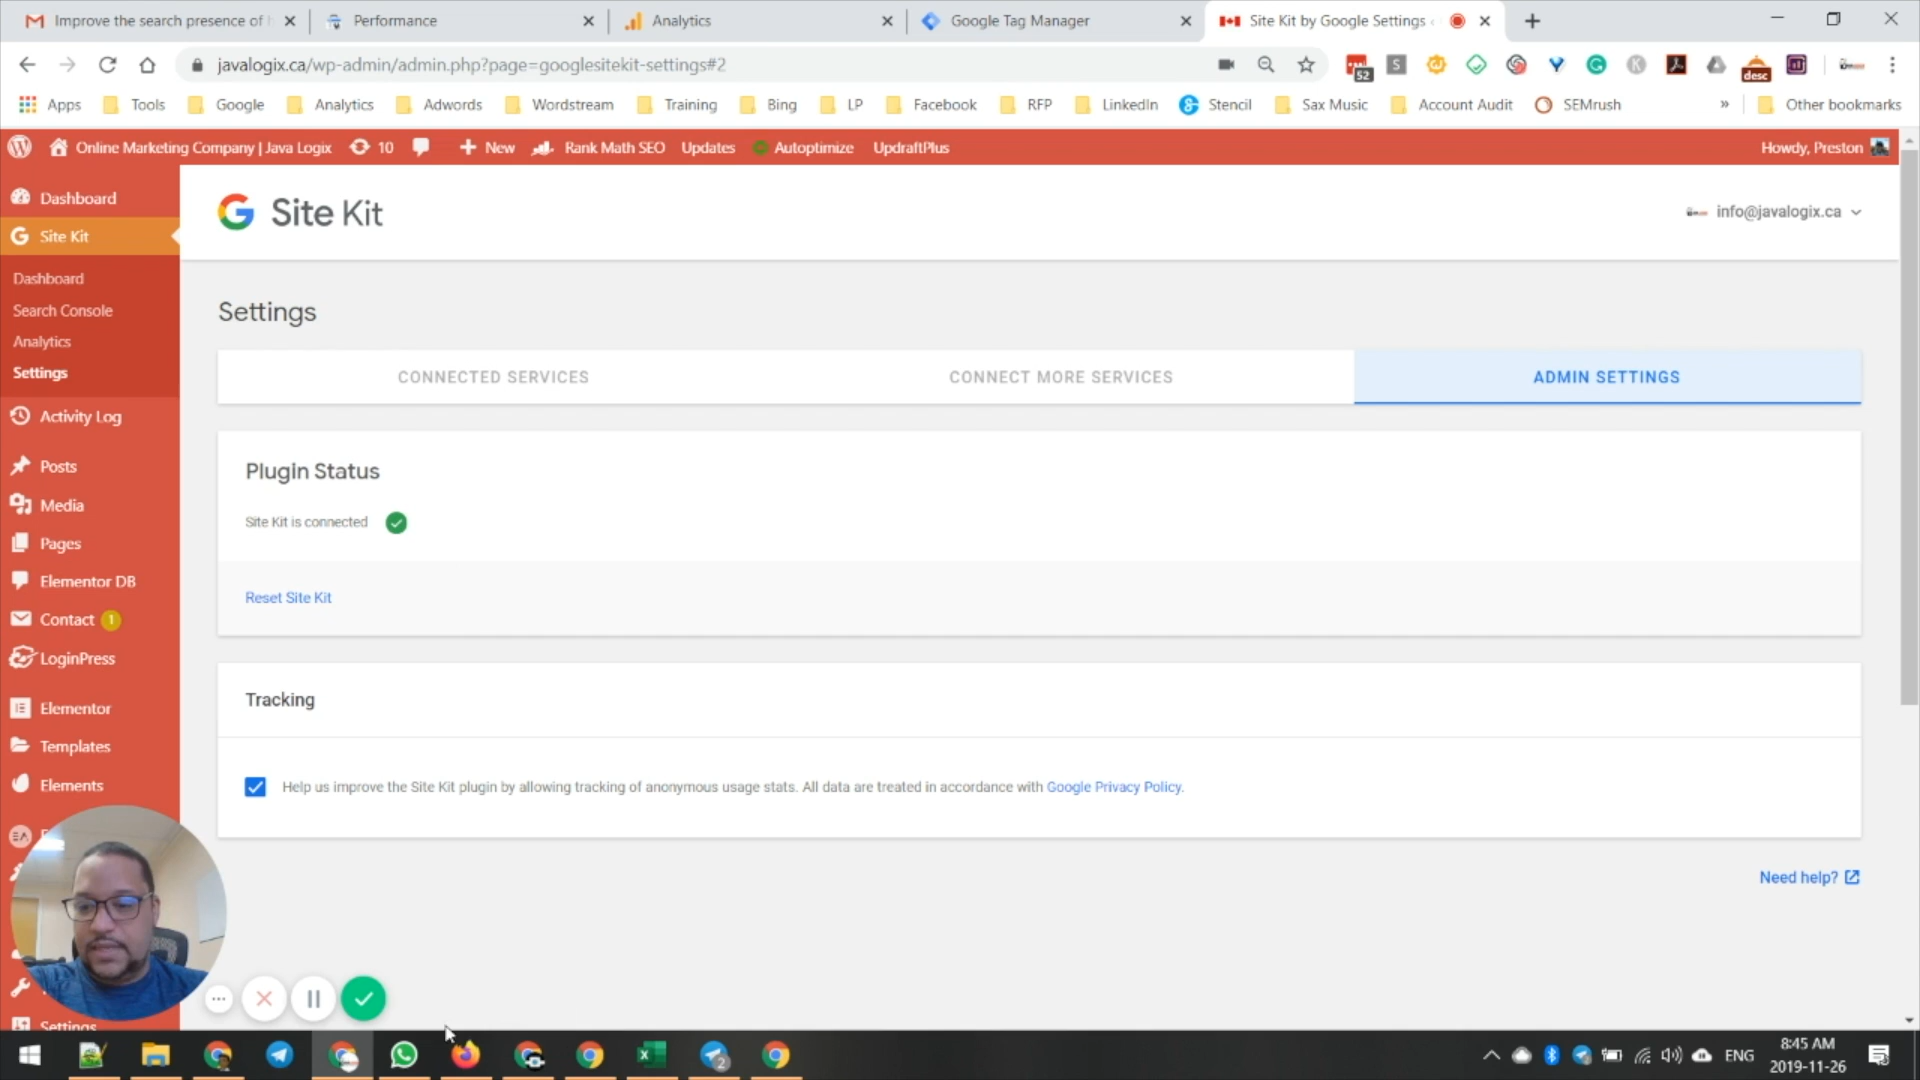 Improve the search presence of
Performance
Analytics
Google Tag Manager
Site Kit by Google Settings
javalogix.ca/wp-admin/admin.php?page=googlesitekit-settings#2
52
desc
Apps
Tools
Google
Analytics
Adwords
Wordstream
Training
Bing
LP
Facebook
RFP
LinkedIn
Stencil
Sax Music
Account Audit
SEMrush
»
Other bookmarks
Online Marketing Company | Java Logix
10
New
Rank Math SEO
Updates
Autoptimize
UpdraftPlus
Howdy, Preston
Dashboard
Site Kit
Dashboard
Search Console
Analytics
Settings
Activity Log
Posts
Media
Pages
Elementor DB
Contact 1
LoginPress
Elementor
Templates
Elements
EA
Settings
Site Kit
info@javalogix.ca
Settings
CONNECTED SERVICES
CONNECT MORE SERVICES
ADMIN SETTINGS
Plugin Status
Site Kit is connected
Reset Site Kit
Tracking
Help us improve the Site Kit plugin by allowing tracking of anonymous usage stats. All data are treated in accordance with Google Privacy Policy.
Need help?
2
ENG
8:45 AM
2019-11-26